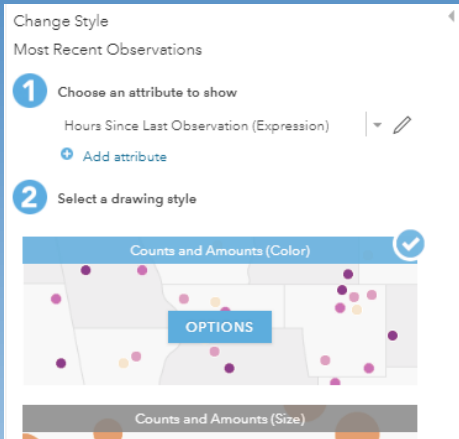 Change Style
Most Recent Observations
1 Choose an attribute to show
Hours Since Last Observation (Expression)
Add attribute
2 Select a drawing style
Counts and Amounts (Color)
OPTIONS
Counts and Amounts (Size)